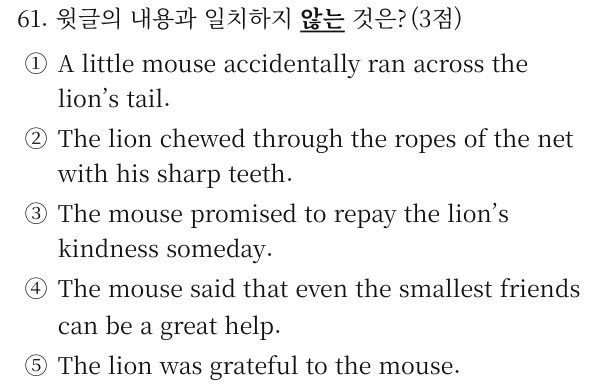 61. 윗글의 내용과 일치하지 않는 것은?(3점)
① A little mouse accidentally ran across the
lion’s tail.
② The lion chewed through the ropes of the net
with his sharp teeth.
③ The mouse promised to repay the lion’s
kindness someday.
④ The mouse said that even the smallest friends
can be a great help.
⑤ The lion was grateful to the mouse.